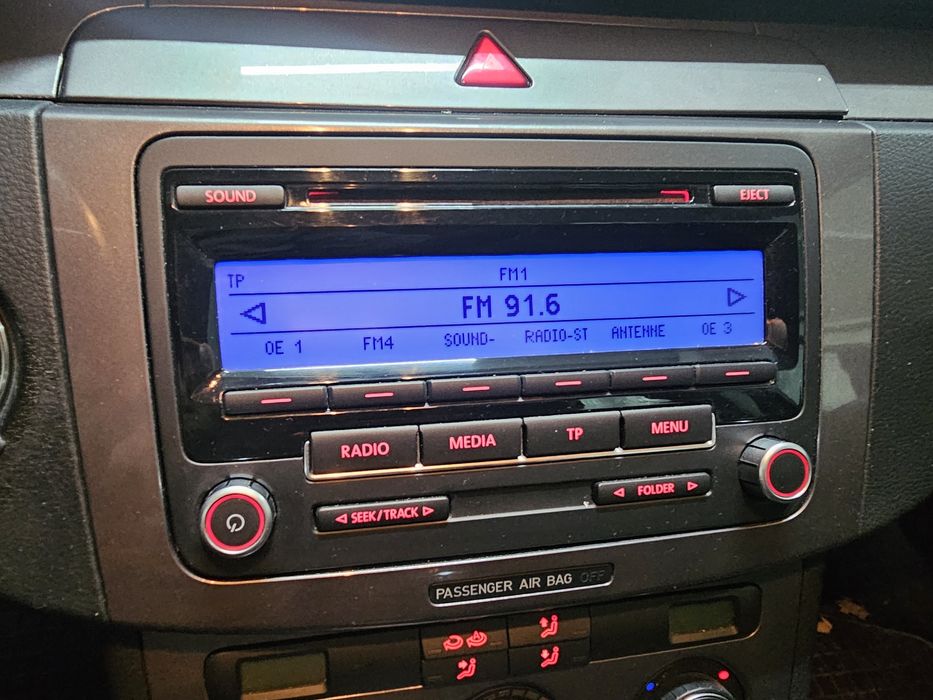 SOUND EJECT
TP FM1
FM 91.6
OE 1 FM4 SOUND- RADIO-ST ANTENNE OE 3
RADIO MEDIA TP MENU
SEEK/TRACK FOLDER
PASSENGER AIR BAG OFF